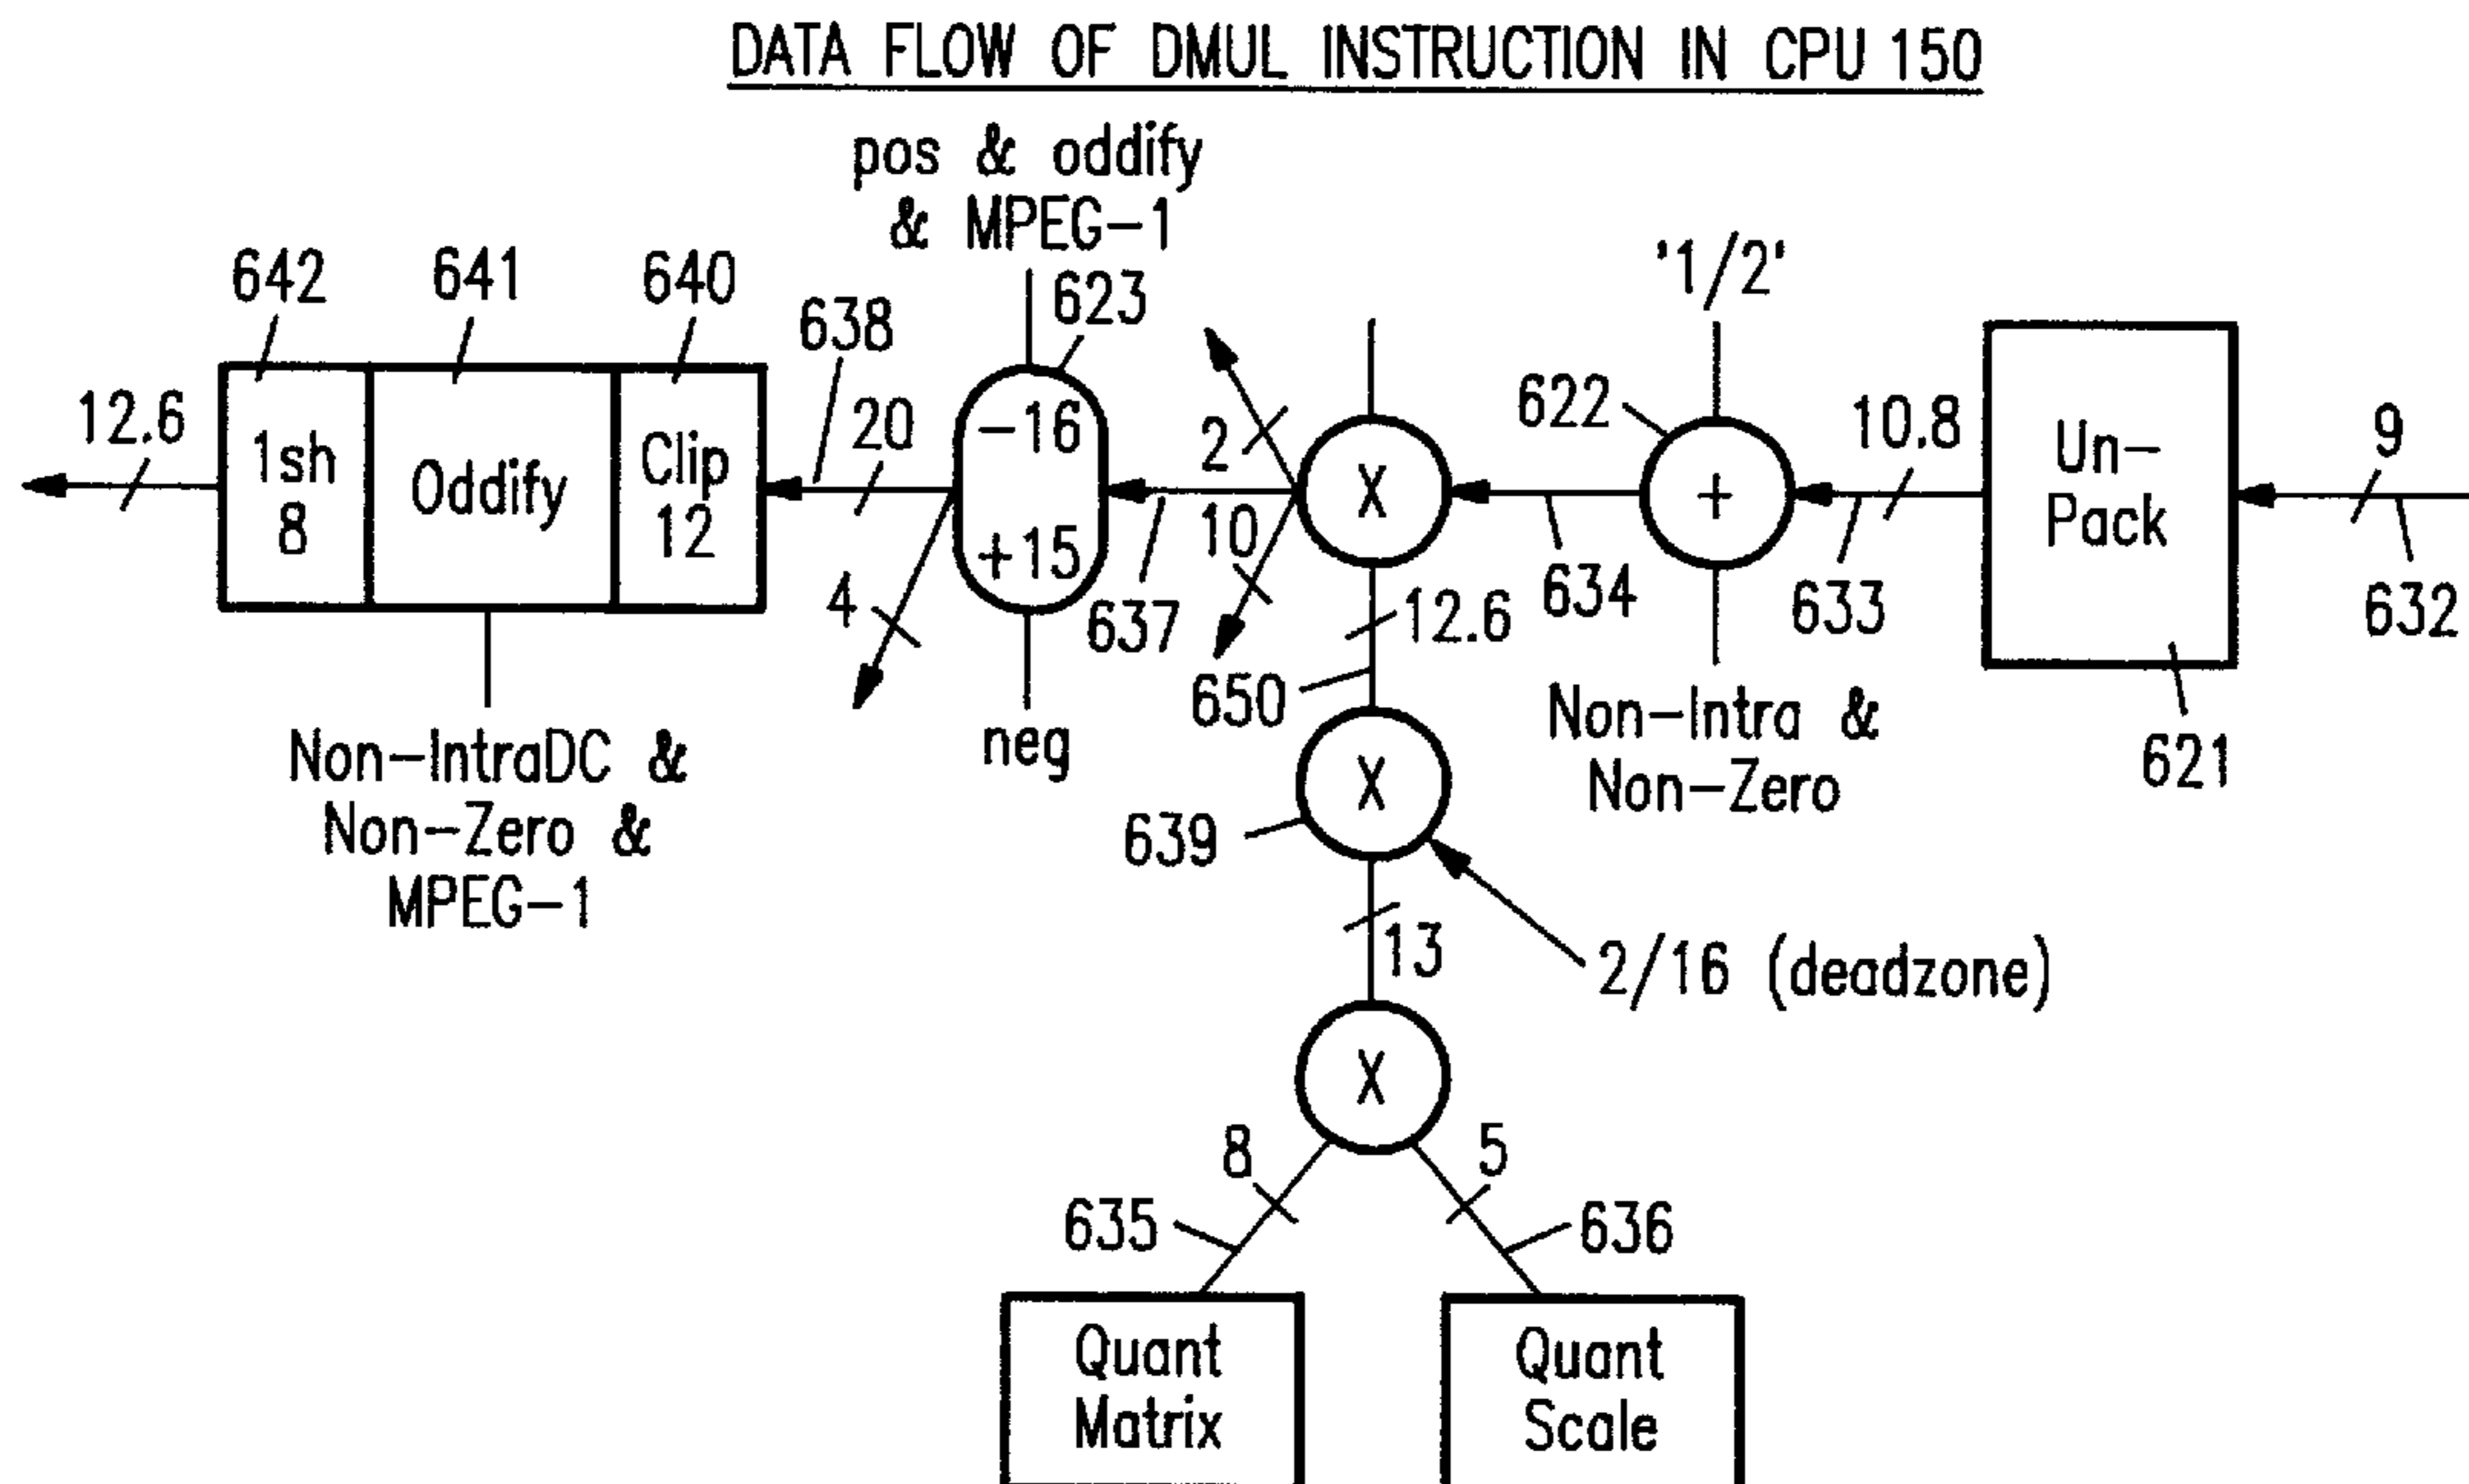 DATA FLOW OF DMUL INSTRUCTION IN CPU 150
pos & oddify
& MPEG-1
642
641
640
638
623
'1/2'
12.6
1sh
8
Oddify
Clip
12
20
-16
+15
2
10
X
622
+
10.8
Un-
Pack
9
4
637
634
633
632
12.6
650
neg
Non-IntraDC &
Non-Zero &
MPEG-1
Non-Intra &
Non-Zero
621
X
639
13
2/16 (deadzone)
X
8
5
635
636
Quant
Matrix
Quant
Scale